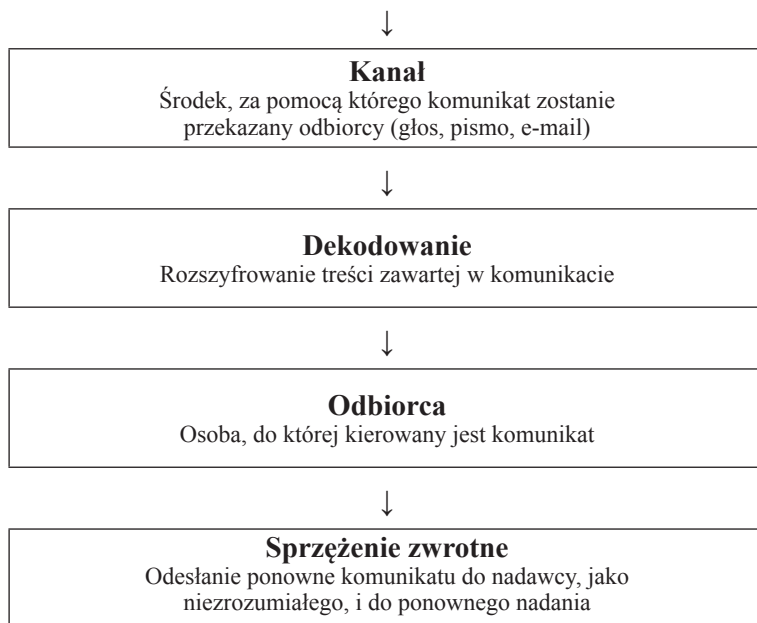 ↓
Kanał
Środek, za pomocą którego komunikat zostanie
przekazany odbiorcy (głos, pismo, e-mail)
↓
Dekodowanie
Rozszyfrowanie treści zawartej w komunikacie
↓
Odbiorca
Osoba, do której kierowany jest komunikat
↓
Sprzężenie zwrotne
Odesłanie ponowne komunikatu do nadawcy, jako
niezrozumiałego, i do ponownego nadania